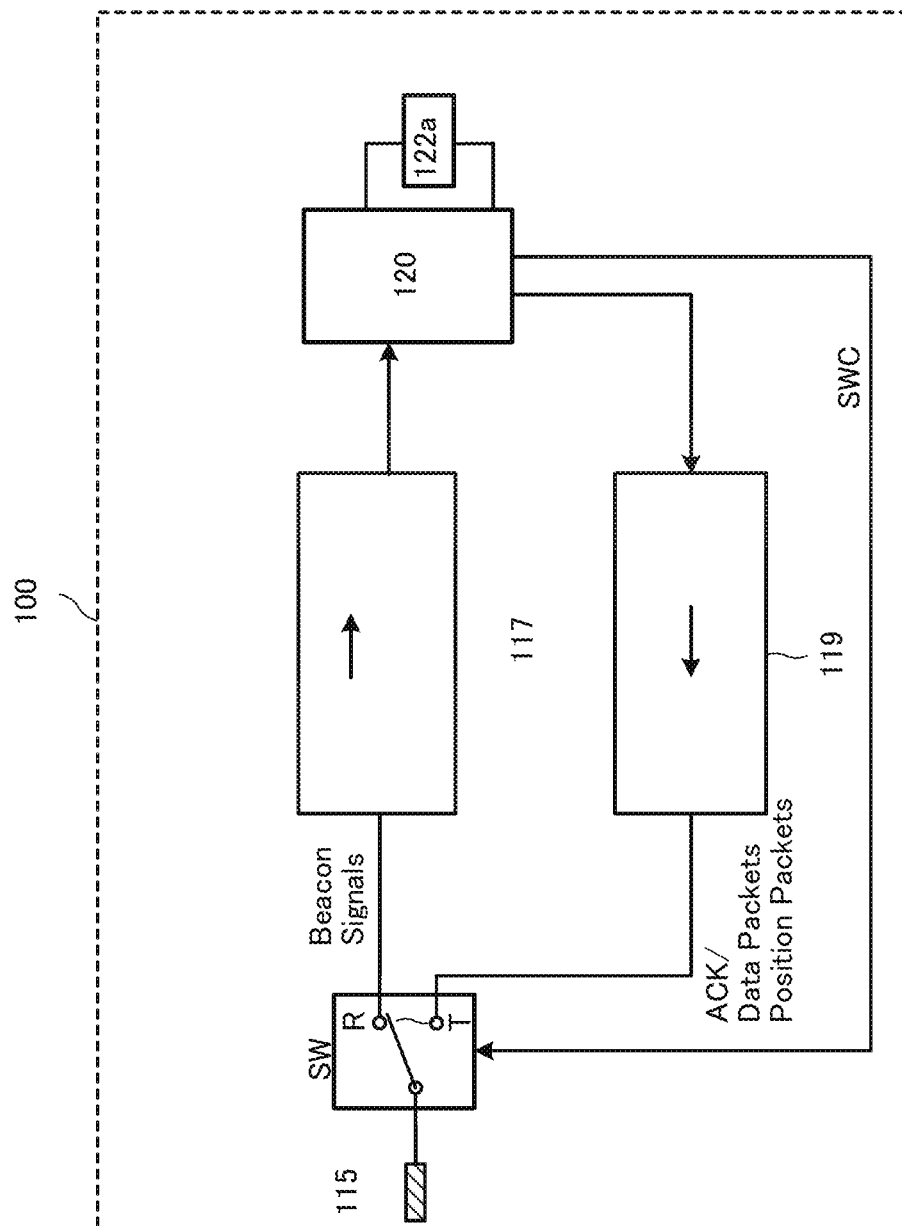 100
115
SW
R
T
Beacon
Signals
117
120
122a
ACK/
Data Packets
Position Packets
119
SWC